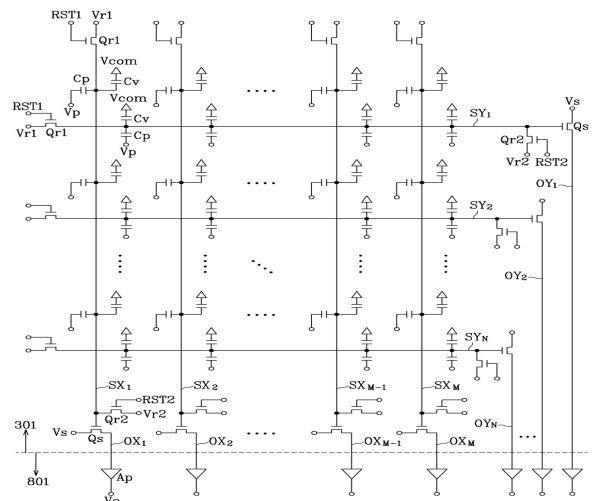 RST1 Vr1
Qr1
Vcom
Cp Cv
Vcom
RST1 Cv SY1 Vs
Vp
Vr1 Qr1 Cp Qr2 Qs
Vp Vr2 RST2
OY1
SY2
OY2
SYN
SX1 SX2 SXM-1 SXM
RST2
Qr2 Vr2 OYN
301 Vs Qs OX1 OX2 OXM-1 OXM
801 Ap
Vo